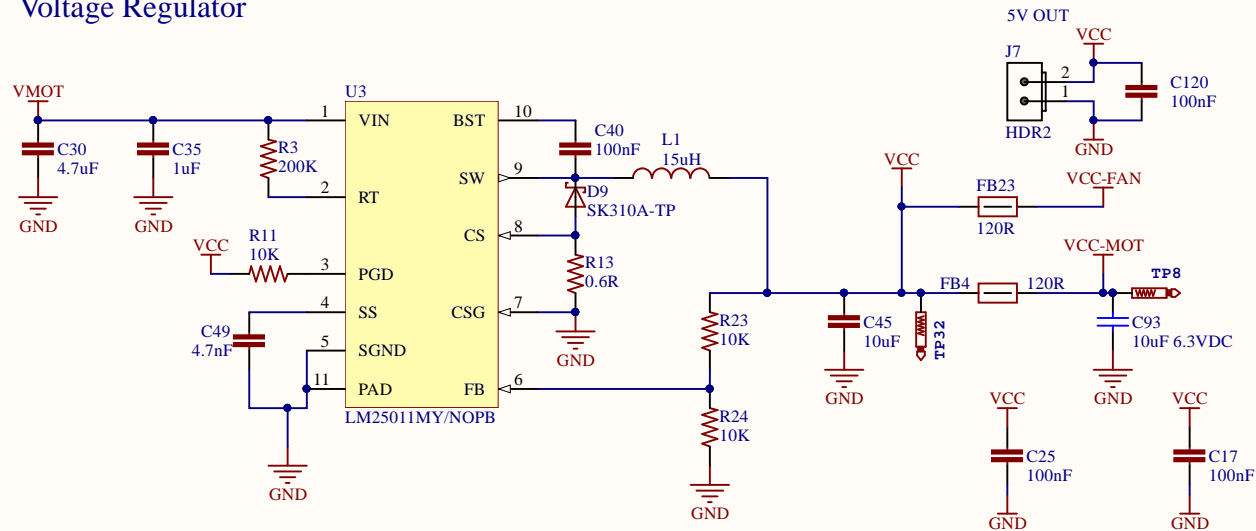 Voltage Regulator
5V OUT
VCC
J7
2
1
HDR2
C120
100nF
GND
VMOT
C30
4.7uF
GND
C35
1uF
GND
R3
200K
U3
1
VIN
2
RT
3
PGD
4
SS
5
SGND
11
PAD
BST
10
SW
9
CS
8
CSG
7
FB
6
LM25011MY/NOPB
VCC
R11
10K
C49
4.7nF
GND
C40
100nF
L1
15uH
D9
SK310A-TP
R13
0.6R
GND
R23
10K
R24
10K
GND
C45
10uF
GND
TP32
VCC
FB23
120R
VCC-FAN
FB4
120R
VCC-MOT
TP8
C93
10uF 6.3VDC
GND
VCC
C25
100nF
GND
VCC
C17
100nF
GND